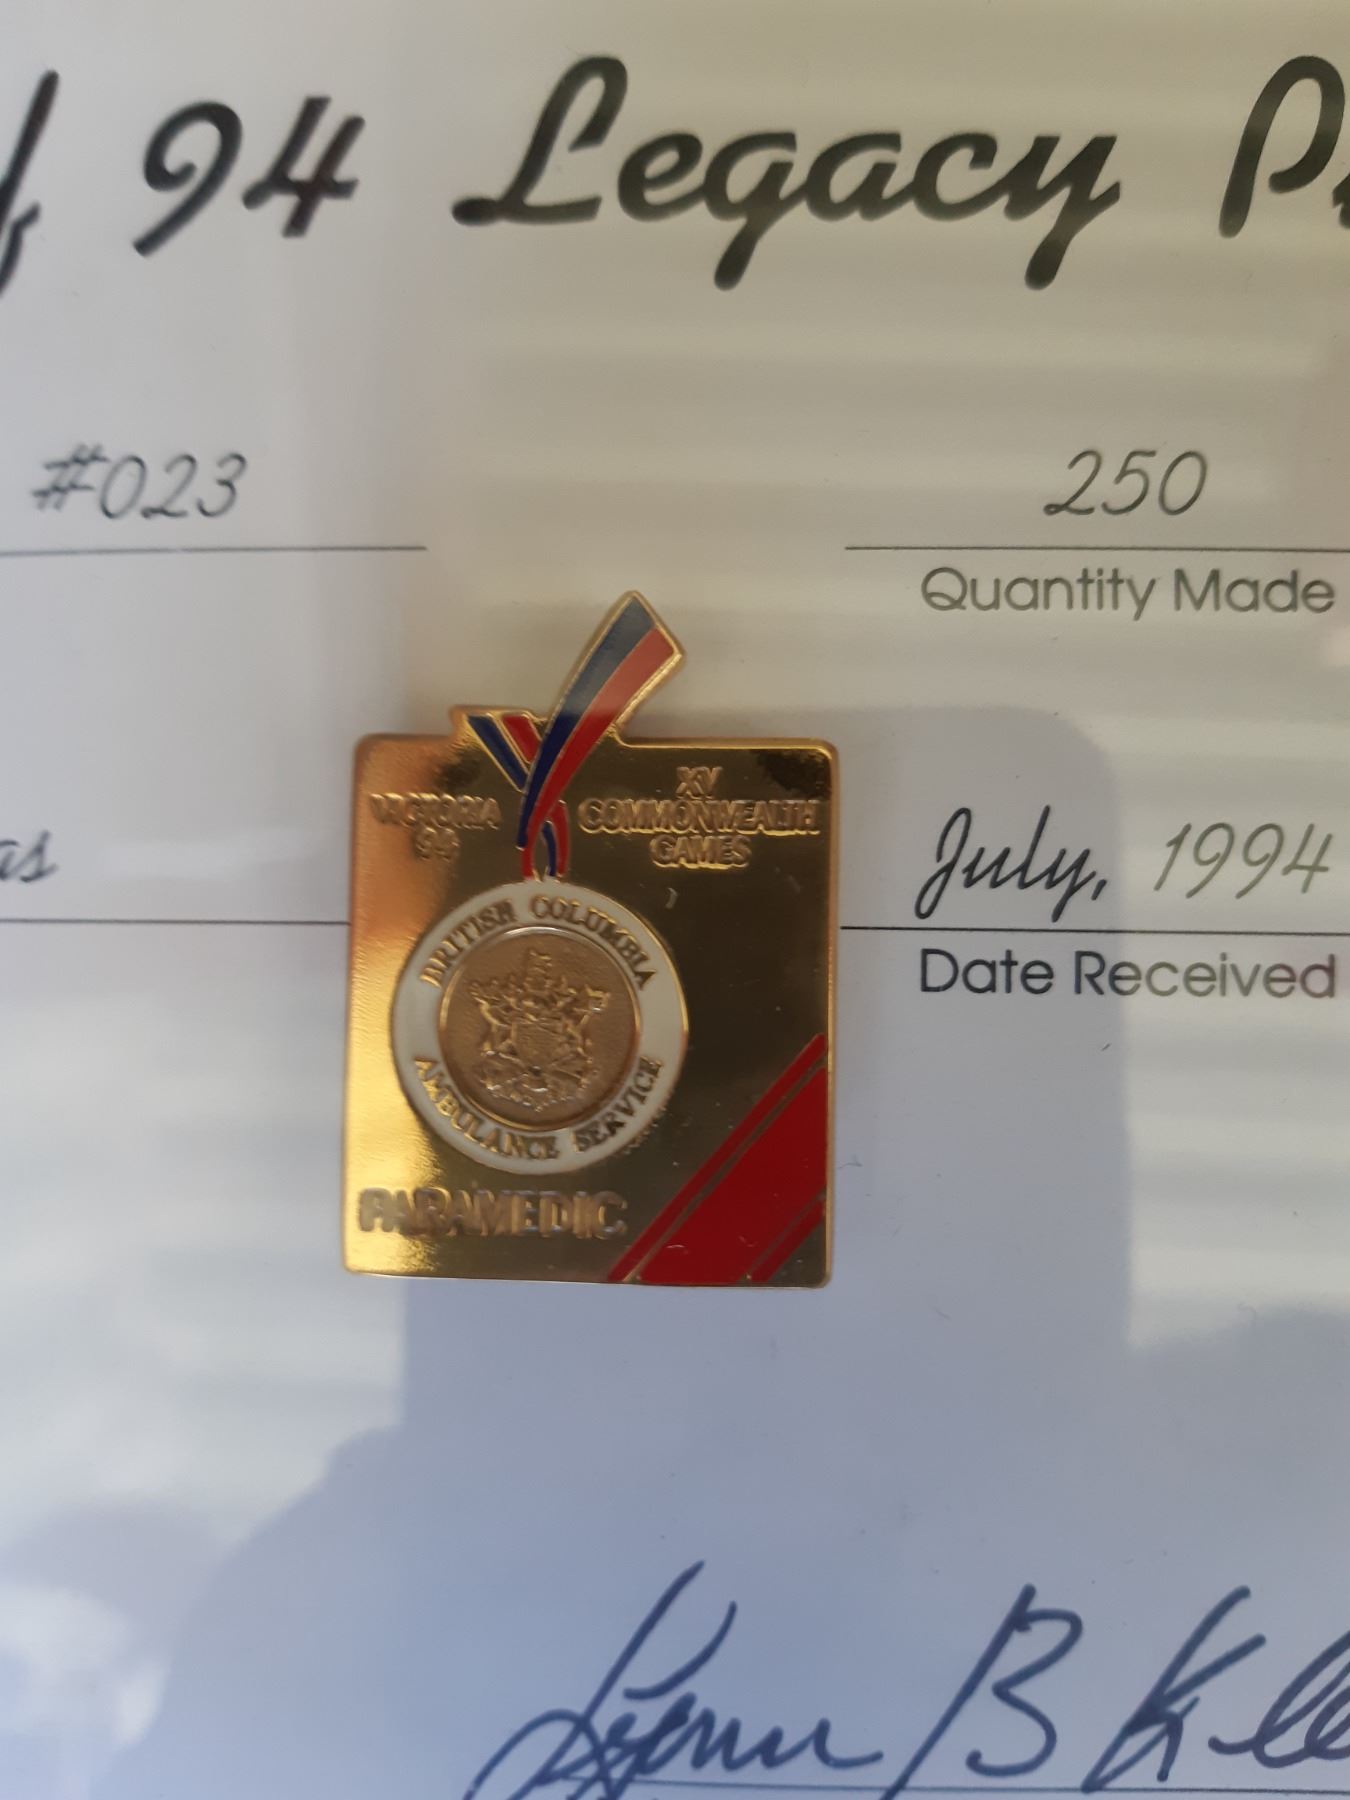 94 Legacy
#023
250
Quantity Made
VICTORIA
94
XV
COMMONWEALTH
GAMES
as
July, 1994
Date Received
BRITISH COLUMBIA
AMBULANCE SERVICE
PARAMEDIC
B